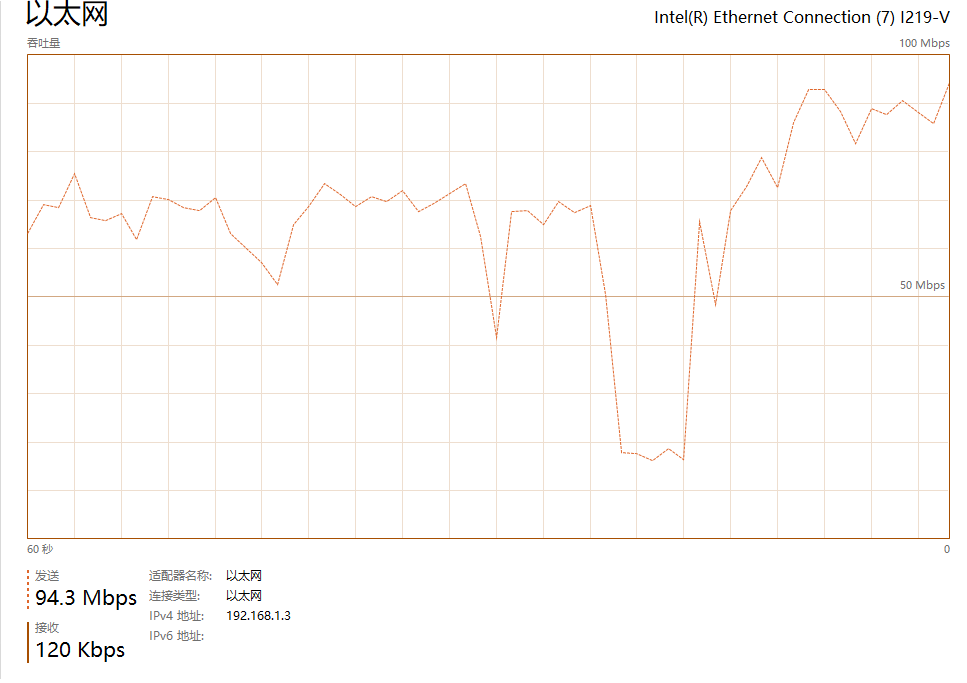 以太网
Intel(R) Ethernet Connection (7) I219-V
吞吐量
100 Mbps
50 Mbps
60 秒
0
发送
94.3 Mbps
接收
120 Kbps
适配器名称: 以太网
连接类型: 以太网
IPv4 地址: 192.168.1.3
IPv6 地址: